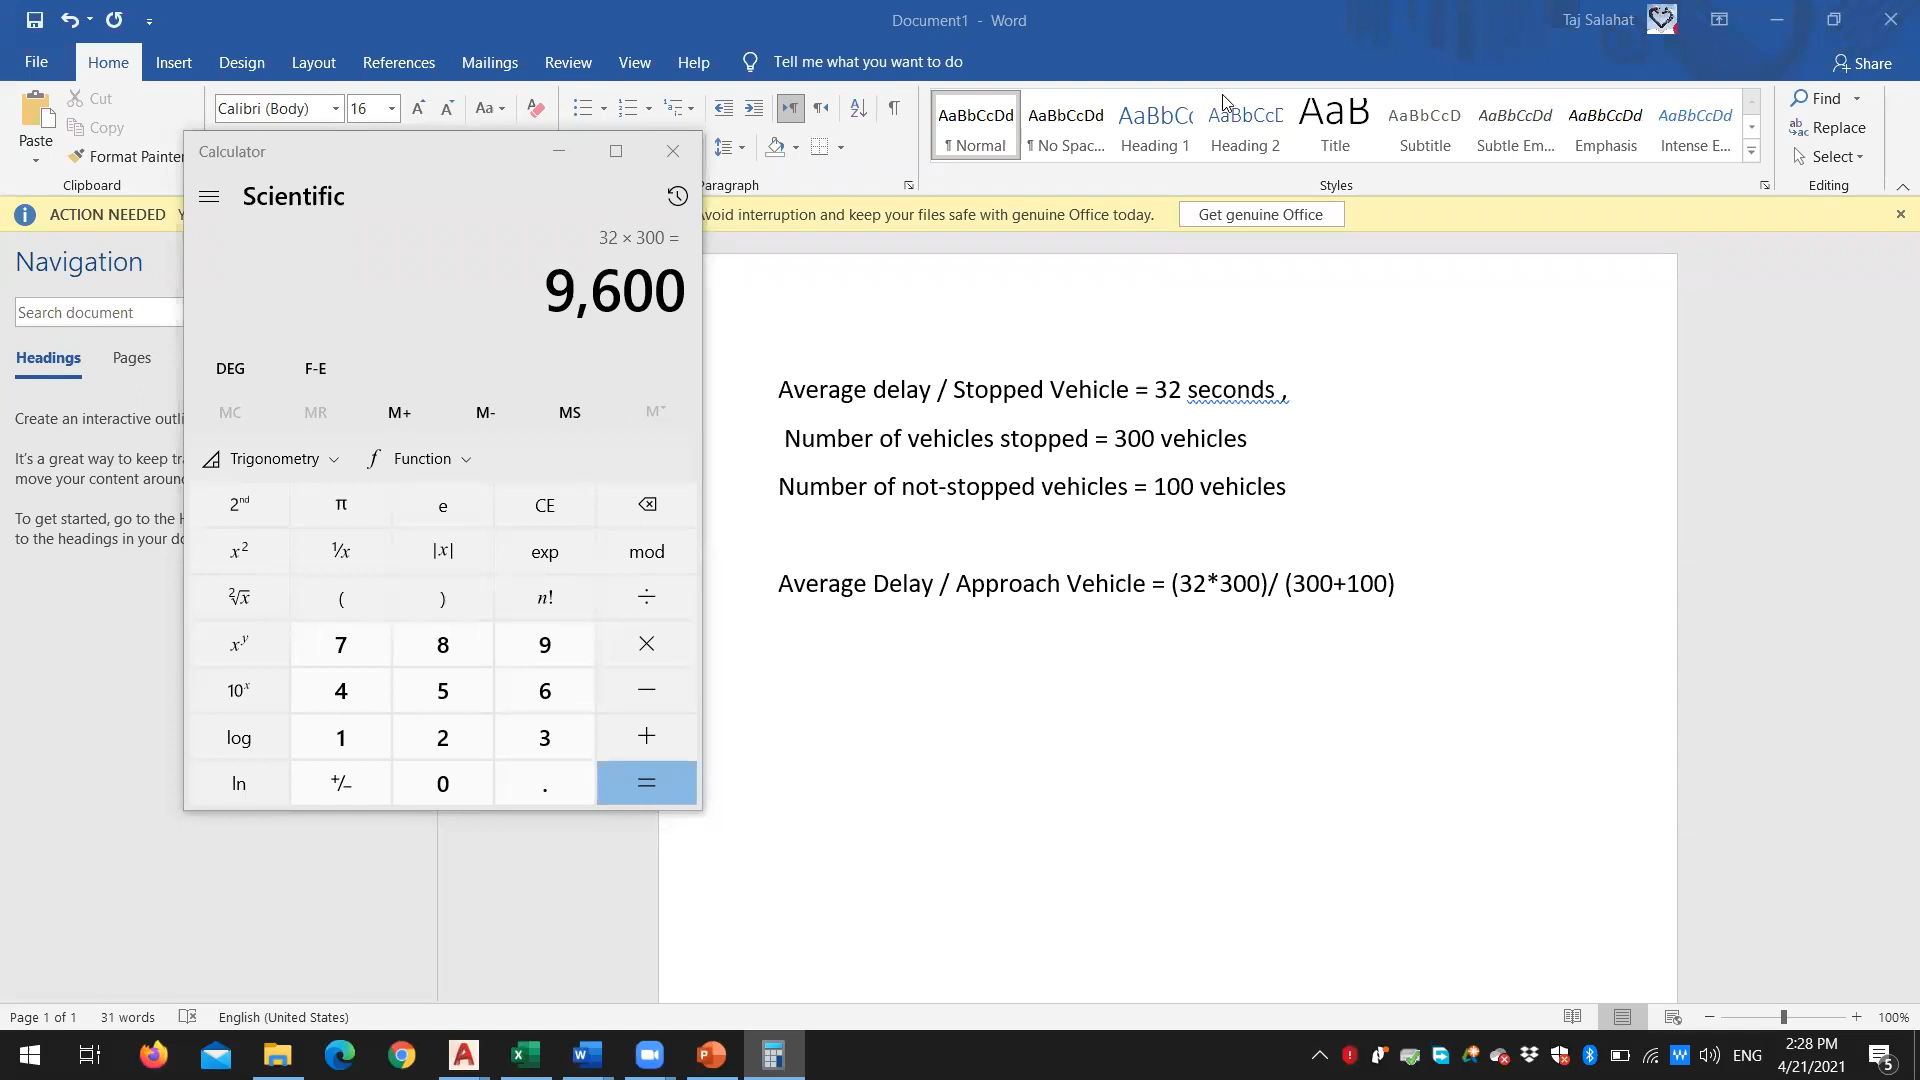 Document1 - Word
Taj Salahat
File Home Insert Design Layout References Mailings Review View Help Tell me what you want to do Share
Cut
Copy
Format Painter
Paste
Clipboard
Calibri (Body) 16
Aa
Paragraph
AaBbCcDd AaBbCcDd AaBbCc AaBbCcC AaB AaBbCcD AaBbCcDd AaBbCcDd AaBbCcDd
¶ Normal ¶ No Spac... Heading 1 Heading 2 Title Subtitle Subtle Em... Emphasis Intense E...
Styles
Find
Replace
Select
Editing
ACTION NEEDED
void interruption and keep your files safe with genuine Office today. Get genuine Office
Navigation
Search document
Headings Pages
Create an interactive outli
It's a great way to keep tra
move your content around
To get started, go to the H
to the headings in your do
Calculator
Scientific
32 × 300 =
9,600
DEG F-E
MC MR M+ M- MS M
Trigonometry f Function
2nd π e CE
x2 1/x |x| exp mod
2√x ( ) n! ÷
xy 7 8 9 ×
10x 4 5 6 −
log 1 2 3 +
ln +/− 0 . =
Average delay / Stopped Vehicle = 32 seconds ,
Number of vehicles stopped = 300 vehicles
Number of not-stopped vehicles = 100 vehicles
Average Delay / Approach Vehicle = (32*300)/ (300+100)
Page 1 of 1 31 words English (United States) 100%
ENG
2:28 PM
4/21/2021
5